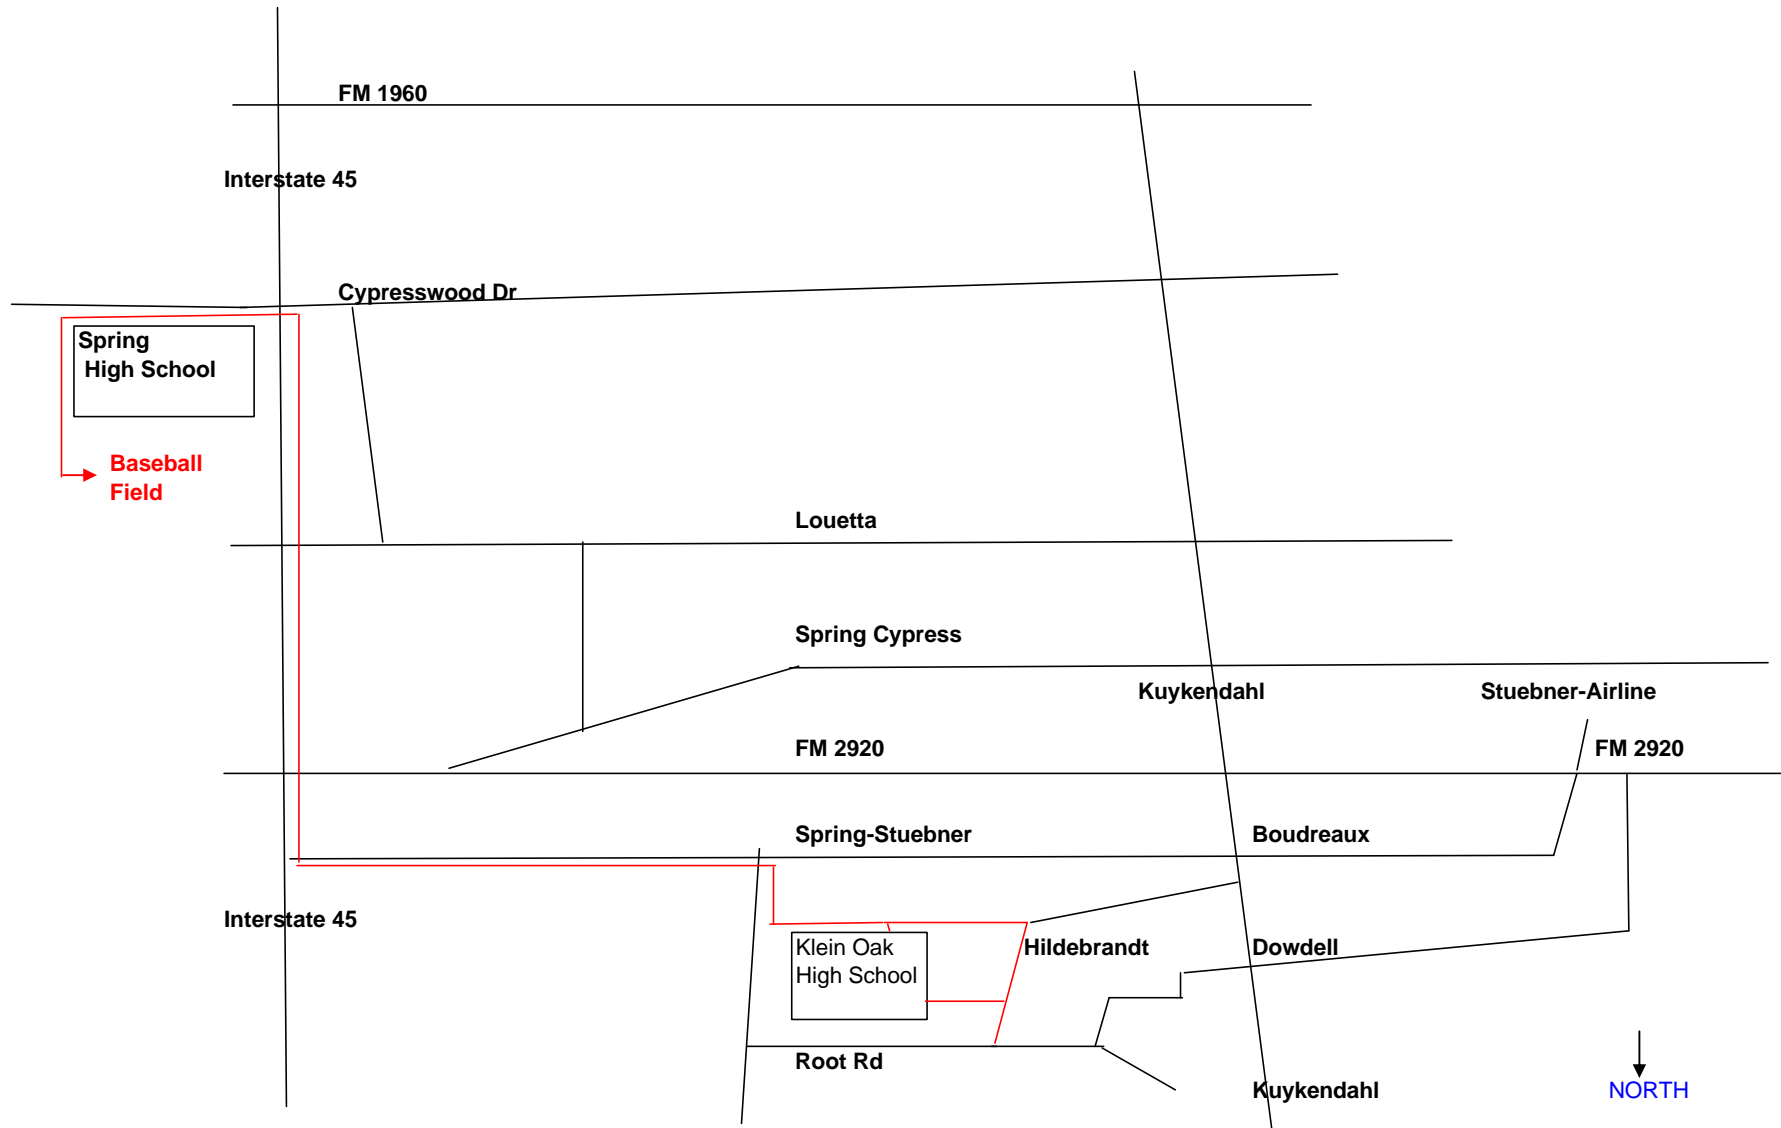 FM 1960
Interstate 45
Cypresswood Dr
Spring
High School
Baseball
Field
Louetta
Spring Cypress
Kuykendahl
Stuebner-Airline
FM 2920
FM 2920
Spring-Stuebner
Boudreaux
Interstate 45
Klein Oak
High School
Hildebrandt
Dowdell
Root Rd
Kuykendahl
NORTH